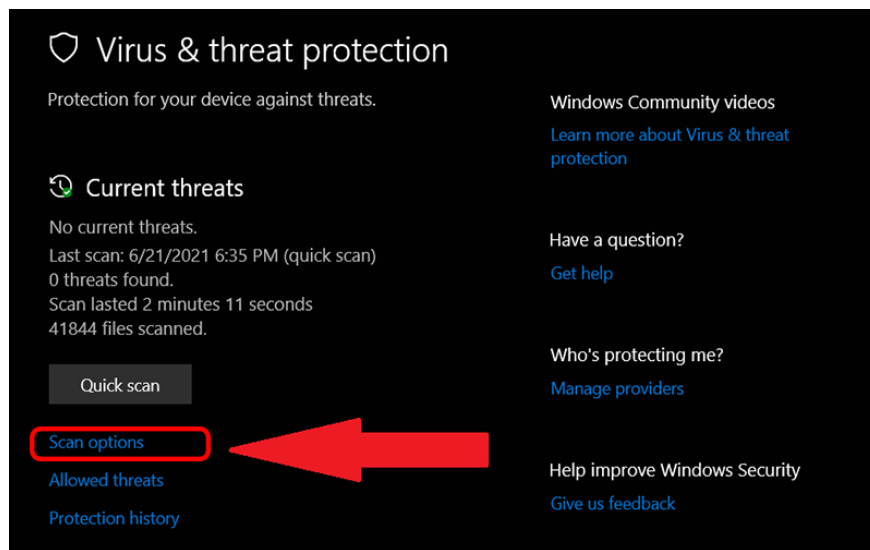 Virus & threat protection
Protection for your device against threats.
Current threats
No current threats.
Last scan: 6/21/2021 6:35 PM (quick scan)
0 threats found.
Scan lasted 2 minutes 11 seconds
41844 files scanned.
Quick scan
Scan options
Allowed threats
Protection history
Windows Community videos
Learn more about Virus & threat
protection
Have a question?
Get help
Who's protecting me?
Manage providers
Help improve Windows Security
Give us feedback